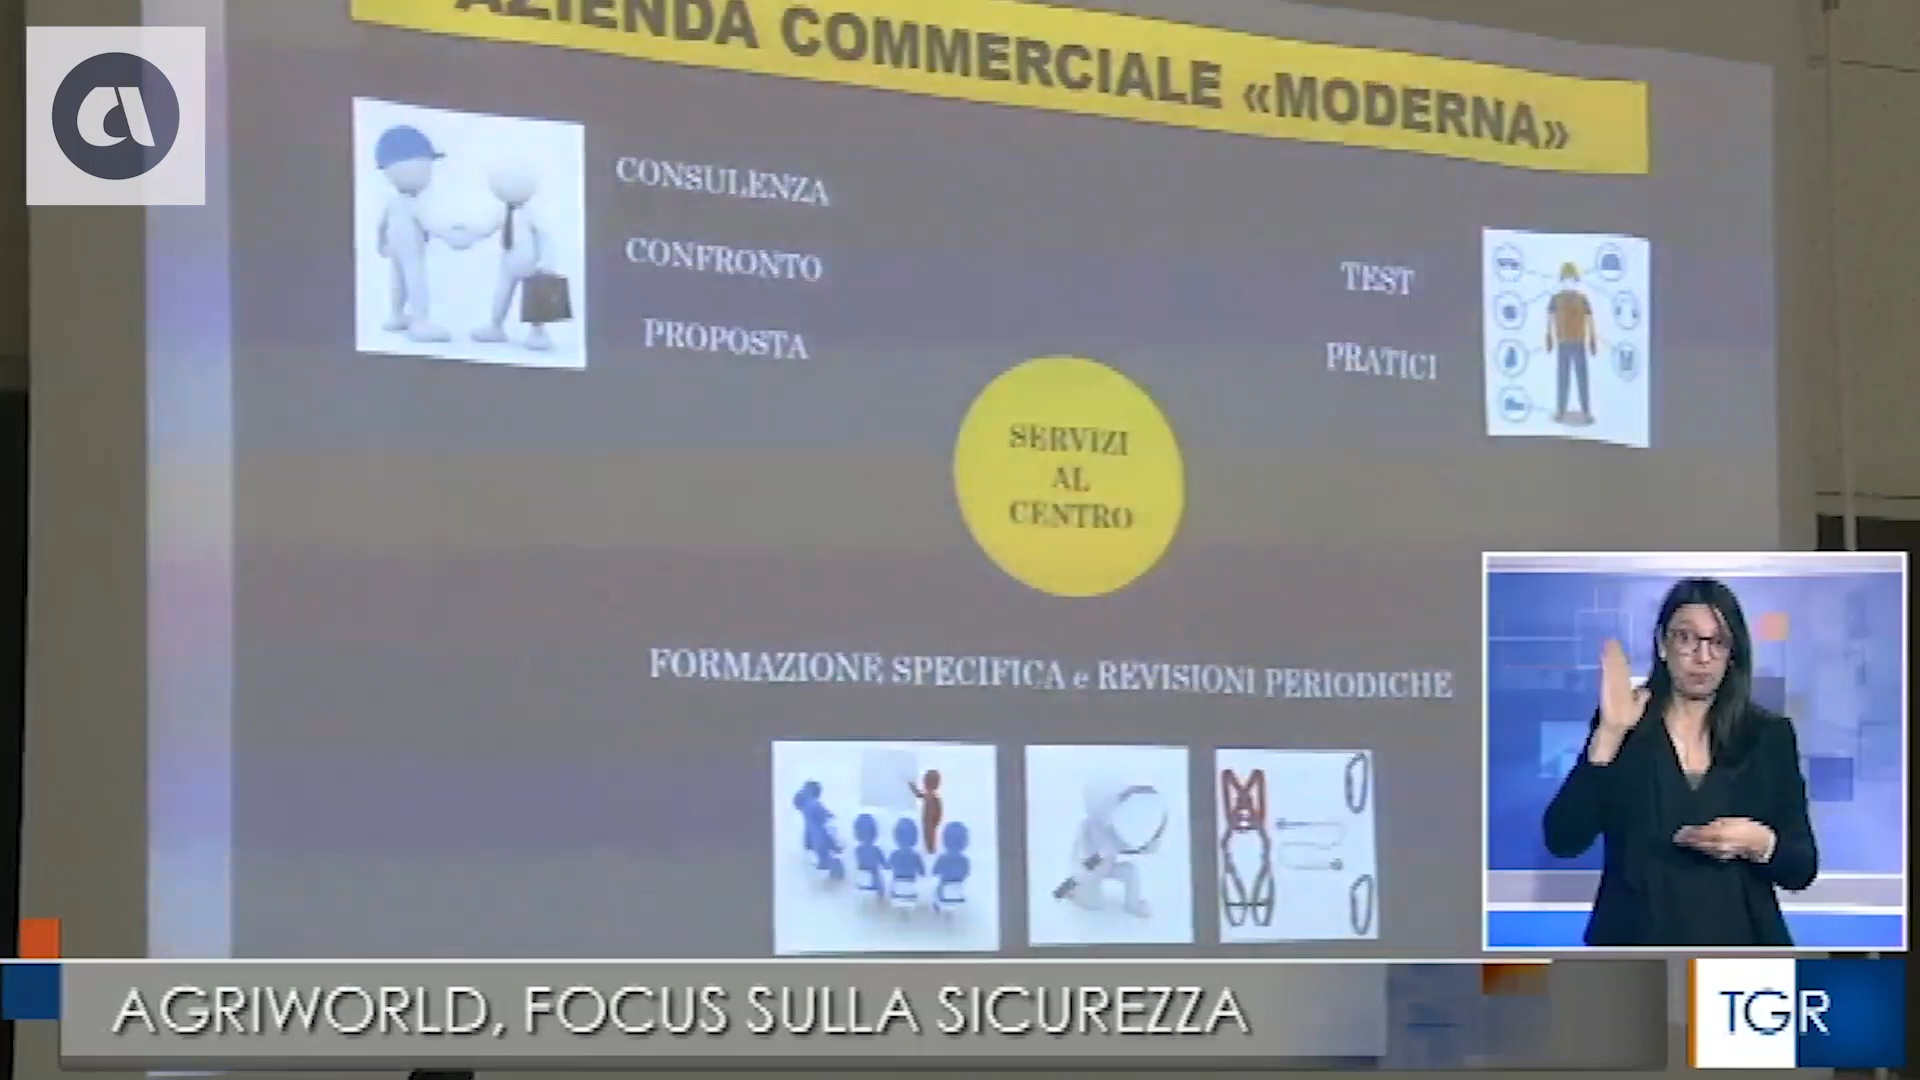 AZIENDA COMMERCIALE «MODERNA»
CONSULENZA
CONFRONTO
PROPOSTA
TEST
PRATICI
SERVIZI
AL
CENTRO
FORMAZIONE SPECIFICA e REVISIONI PERIODICHE
AGRIWORLD, FOCUS SULLA SICUREZZA
TGR